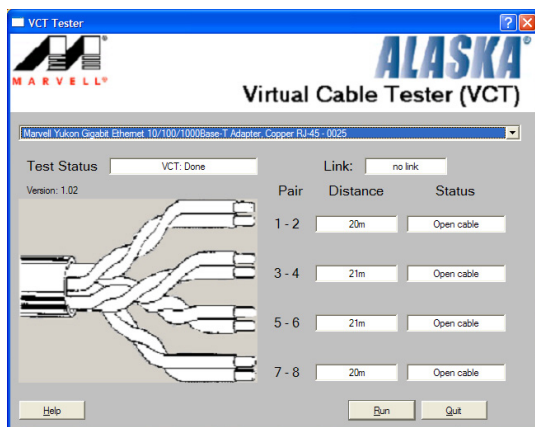 VCT Tester
MARVELL®
ALASKA®
Virtual Cable Tester (VCT)
Marvell Yukon Gigabit Ethernet 10/100/1000Base-T Adapter, Copper RJ-45 - 0025
Test Status VCT: Done Link: no link
Version: 1.02
Pair Distance Status
1 - 2 20m Open cable
3 - 4 21m Open cable
5 - 6 21m Open cable
7 - 8 20m Open cable
Help Run Quit